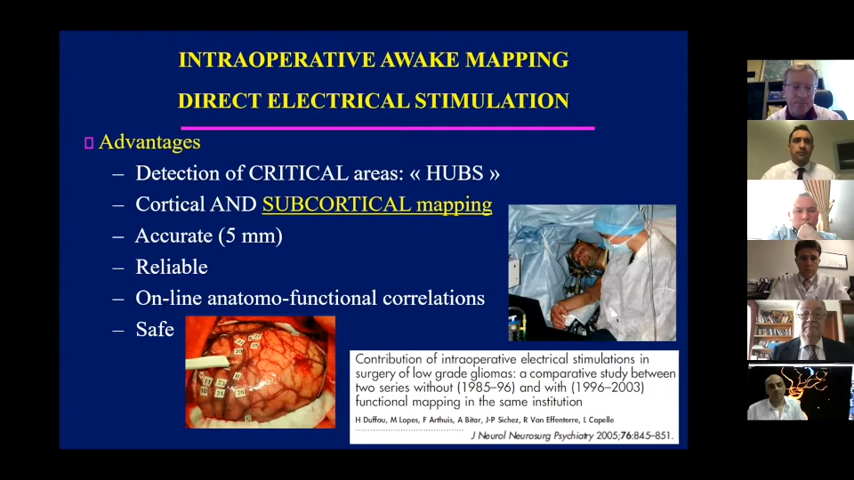 INTRAOPERATIVE AWAKE MAPPING
DIRECT ELECTRICAL STIMULATION
Advantages
– Detection of CRITICAL areas: « HUBS »
– Cortical AND SUBCORTICAL mapping
– Accurate (5 mm)
– Reliable
– On-line anatomo-functional correlations
– Safe
Contribution of intraoperative electrical stimulations in
surgery of low grade gliomas: a comparative study between
two series without (1985–96) and with (1996–2003)
functional mapping in the same institution
H Duffau, M Lopes, F Arthuis, A Bitar, J-P Sichez, R Van Effenterre, L Capelle
J Neurol Neurosurg Psychiatry 2005;76:845–851.